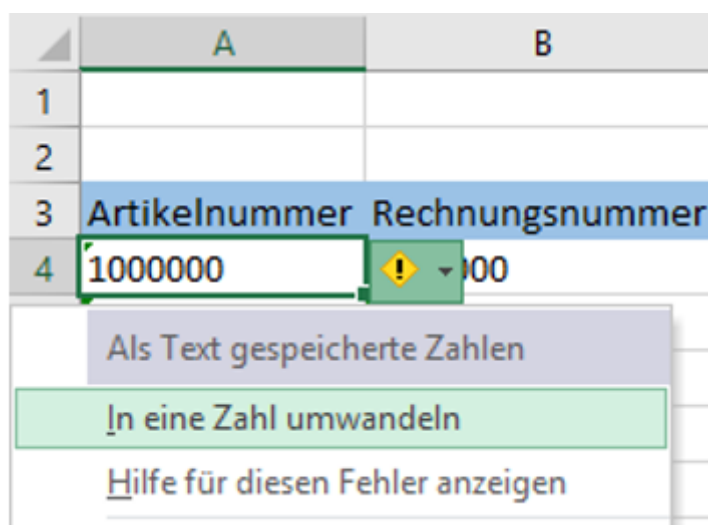 A B
1
2
3 Artikelnummer Rechnungsnummer
4 1000000 00
Als Text gespeicherte Zahlen
In eine Zahl umwandeln
Hilfe für diesen Fehler anzeigen